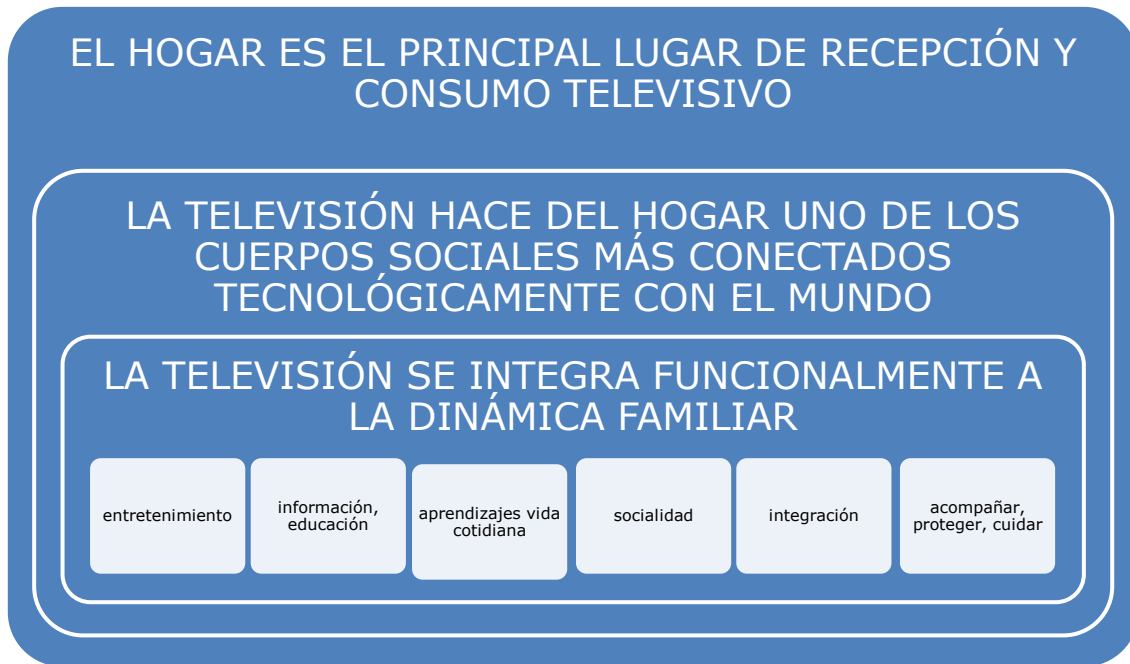 EL HOGAR ES EL PRINCIPAL LUGAR DE RECEPCIÓN Y
CONSUMO TELEVISIVO
LA TELEVISIÓN HACE DEL HOGAR UNO DE LOS
CUERPOS SOCIALES MÁS CONECTADOS
TECNOLÓGICAMENTE CON EL MUNDO
LA TELEVISIÓN SE INTEGRA FUNCIONALMENTE A
LA DINÁMICA FAMILIAR
entretenimiento
información,
educación
aprendizajes vida
cotidiana
socialidad
integración
acompañar,
proteger, cuidar